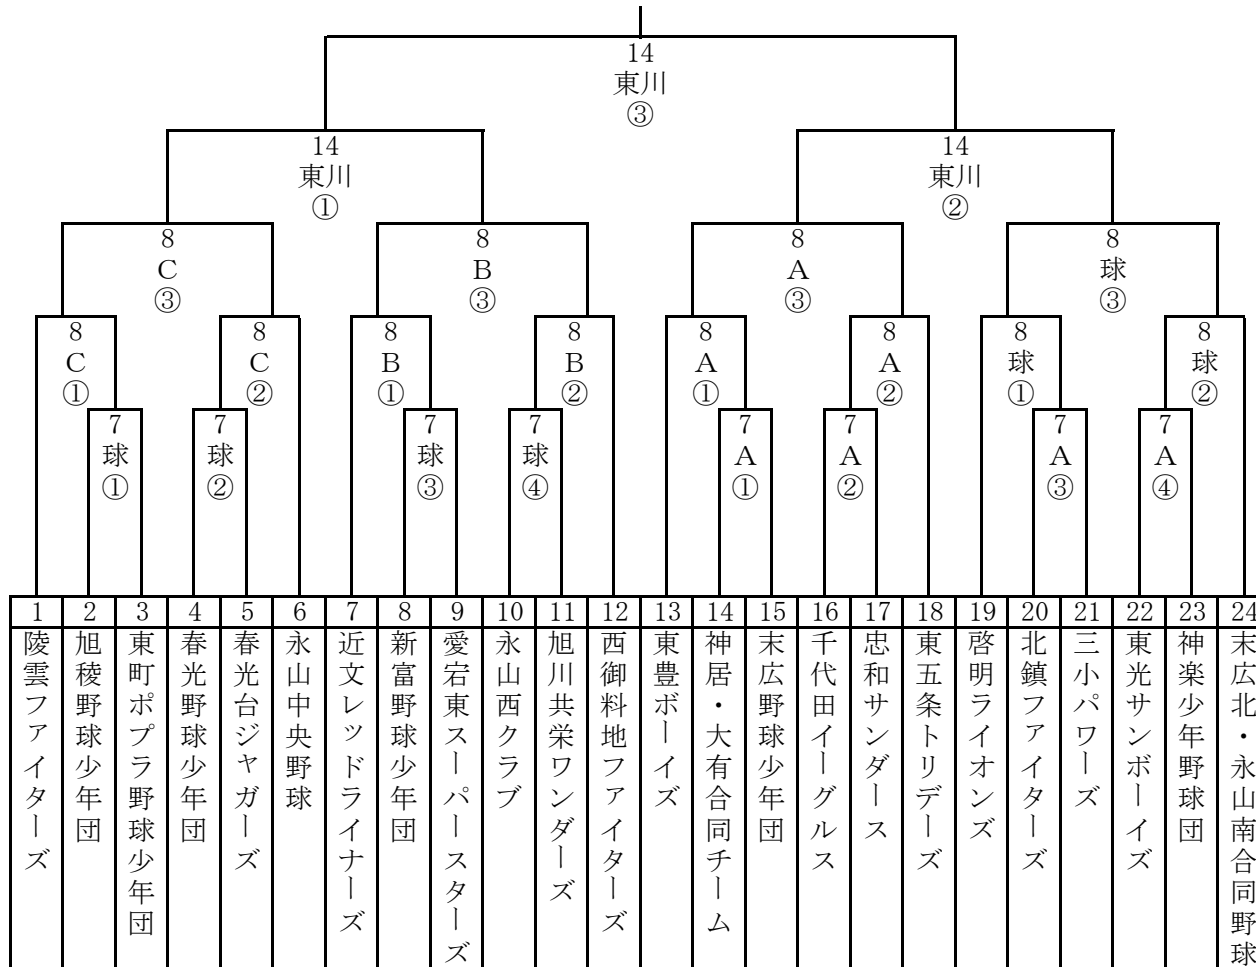 14
東川
③
14
東川
①
14
東川
②
8
C
③
8
B
③
8
A
③
8
球
③
8
C
①
8
C
②
8
B
①
8
B
②
8
A
①
8
A
②
8
球
①
8
球
②
7
球
①
7
球
②
7
球
③
7
球
④
7
A
①
7
A
②
7
A
③
7
A
④
1
陵雲ファイターズ
2
旭稜野球少年団
3
東町ポプラ野球少年団
4
春光野球少年団
5
春光台ジャガーズ
6
永山中央野球
7
近文レッドライナーズ
8
新富野球少年団
9
愛宕東スーパースターズ
10
永山西クラブ
11
旭川共栄ワンダーズ
12
西御料地ファイターズ
13
東豊ボーイズ
14
神居・大有合同チーム
15
末広野球少年団
16
千代田イーグルス
17
忠和サンダース
18
東五条トリデーズ
19
啓明ライオンズ
20
北鎮ファイターズ
21
三小パワーズ
22
東光サンボーイズ
23
神楽少年野球団
24
末広北・永山南合同野球